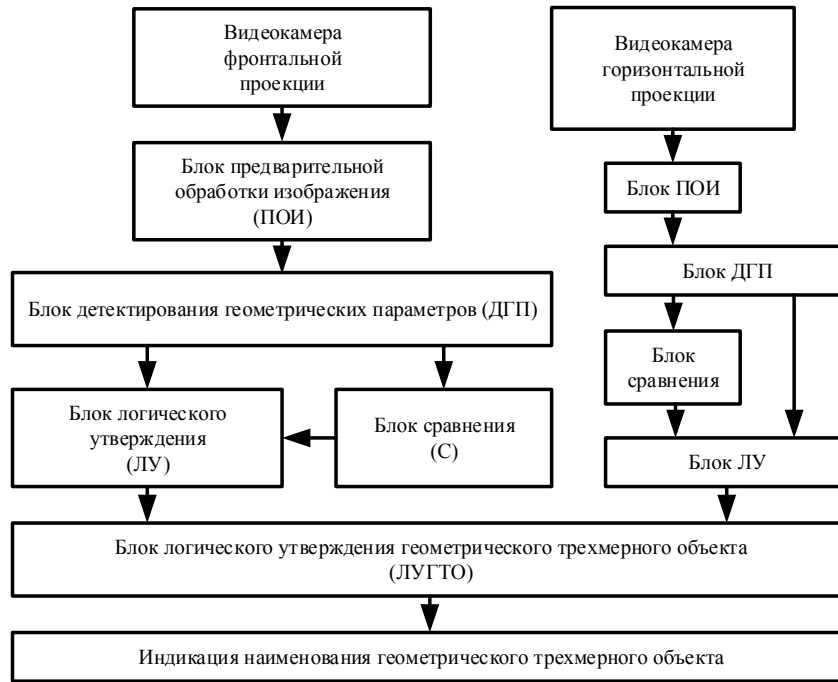 Видеокамера
фронтальной
проекции
Видеокамера
горизонтальной
проекции
Блок предварительной
обработки изображения
(ПОИ)
Блок ПОИ
Блок ДГП
Блок детектирования геометрических параметров (ДГП)
Блок
сравнения
Блок логического
утверждения
(ЛУ)
Блок сравнения
(С)
Блок ЛУ
Блок логического утверждения геометрического трехмерного объекта
(ЛУГТО)
Индикация наименования геометрического трехмерного объекта